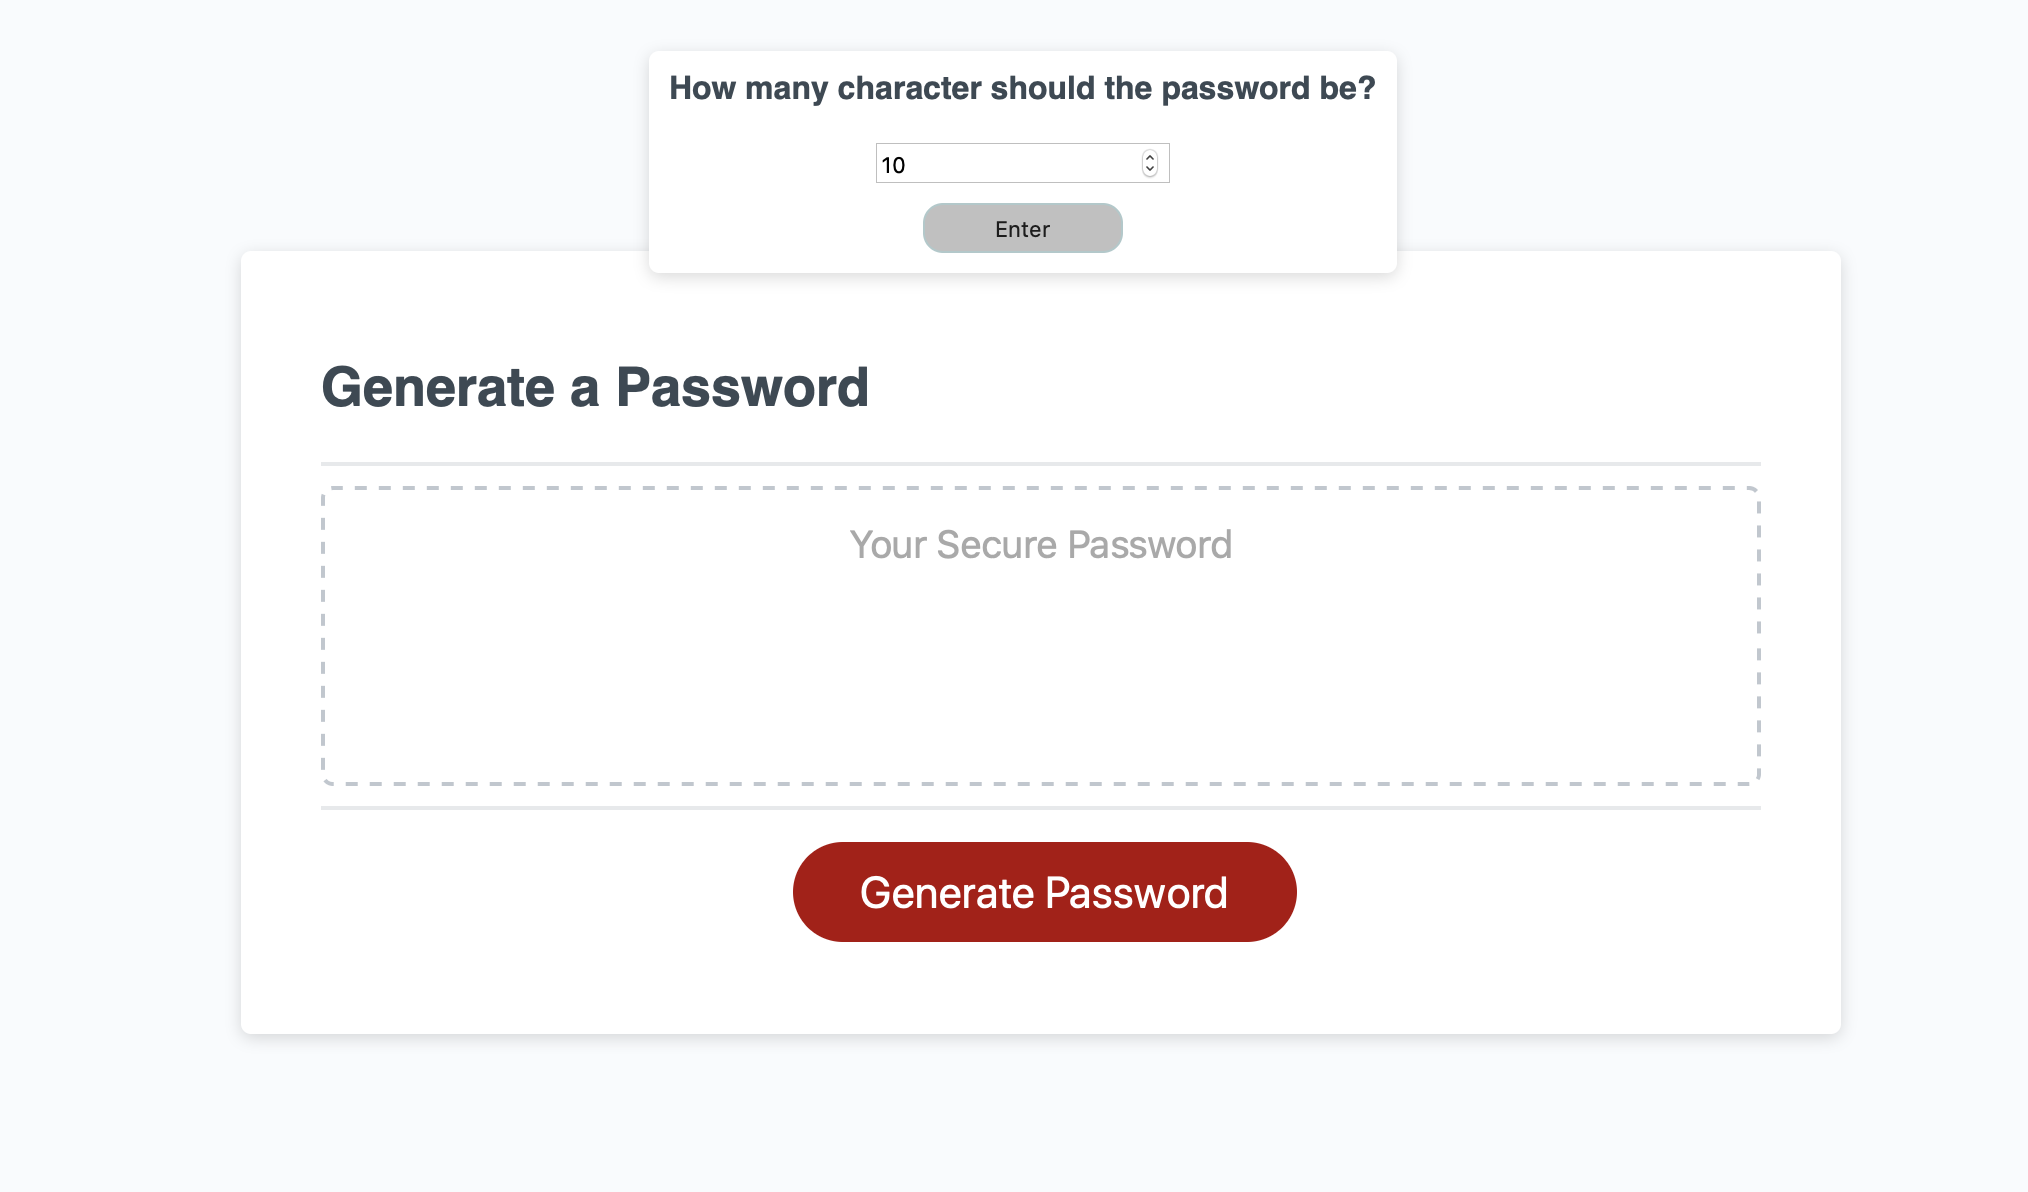 How many character should the password be?
10
Enter
Generate a Password
Your Secure Password
Generate Password